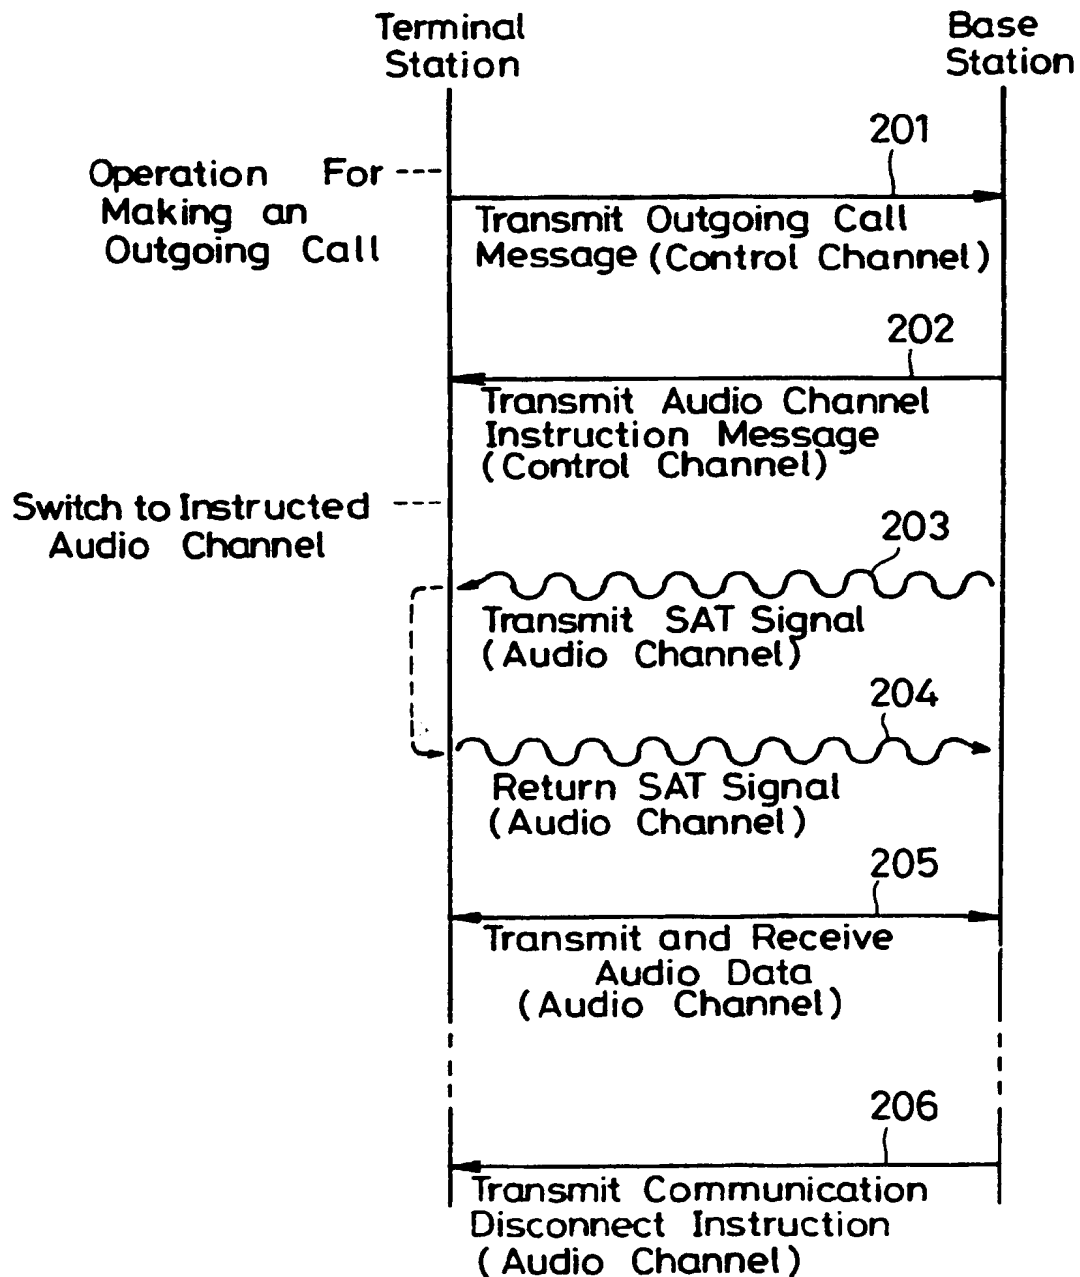 Terminal
Station
Base
Station
201
Operation For
Making an
Outgoing Call
Transmit Outgoing Call
Message (Control Channel)
202
Transmit Audio Channel
Instruction Message
(Control Channel)
Switch to Instructed
Audio Channel
203
Transmit SAT Signal
(Audio Channel)
204
Return SAT Signal
(Audio Channel)
205
Transmit and Receive
Audio Data
(Audio Channel)
206
Transmit Communication
Disconnect Instruction
(Audio Channel)